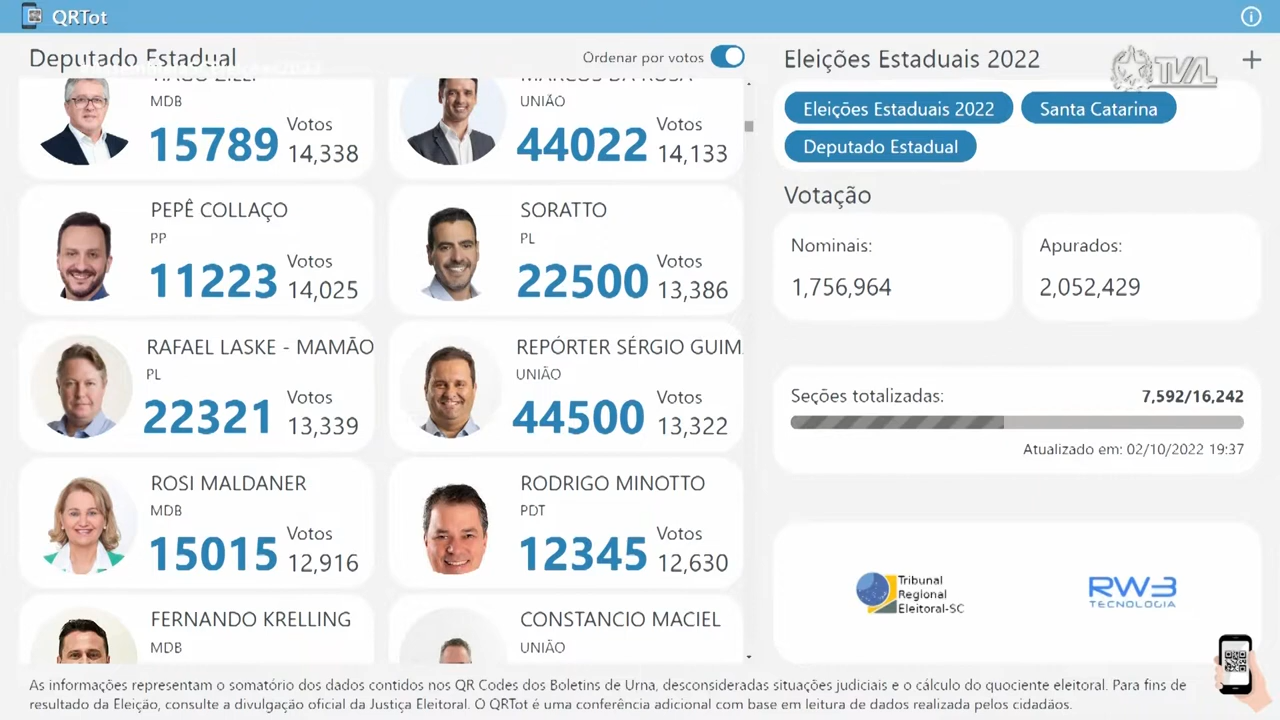 QRTot
Deputado Estadual
Ordenar por votos
MDB
15789
Votos
14,338
MARCOS DA ROSA
UNIÃO
44022
Votos
14,133
PEPÊ COLLAÇO
PP
11223
Votos
14,025
SORATTO
PL
22500
Votos
13,386
RAFAEL LASKE - MAMÃO
PL
22321
Votos
13,339
REPÓRTER SÉRGIO GUIM
UNIÃO
44500
Votos
13,322
ROSI MALDANER
MDB
15015
Votos
12,916
RODRIGO MINOTTO
PDT
12345
Votos
12,630
FERNANDO KRELLING
MDB
CONSTANCIO MACIEL
UNIÃO
Eleições Estaduais 2022
TVAL
Eleições Estaduais 2022
Santa Catarina
Deputado Estadual
Votação
Nominais:
1,756,964
Apurados:
2,052,429
Seções totalizadas:
7,592/16,242
Atualizado em: 02/10/2022 19:37
Tribunal
Regional
Eleitoral-SC
RW3
TECNOLOGIA
As informações representam o somatório dos dados contidos nos QR Codes dos Boletins de Urna, desconsideradas situações judiciais e o cálculo do quociente eleitoral. Para fins de
resultado da Eleição, consulte a divulgação oficial da Justiça Eleitoral. O QRTot é uma conferência adicional com base em leitura de dados realizada pelos cidadãos.